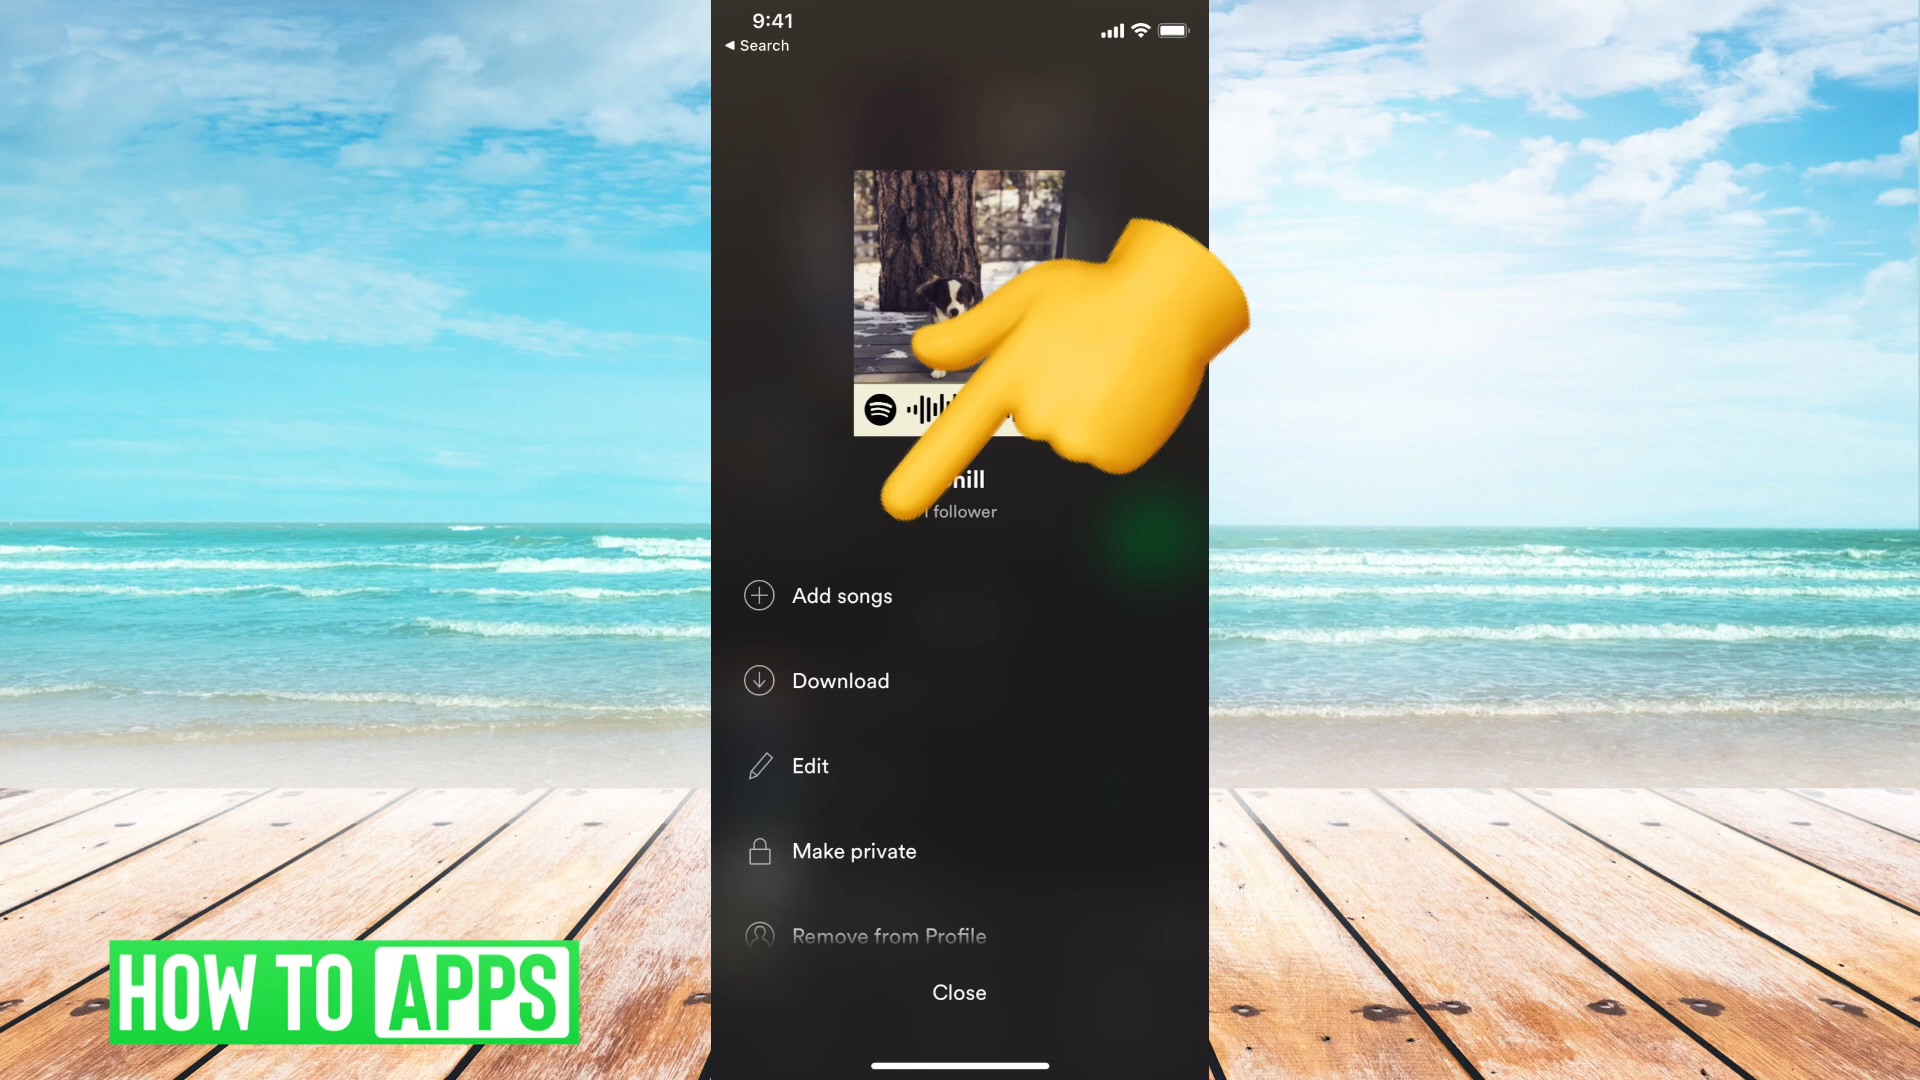 9:41
◀ Search
follower
Add songs
Download
Edit
Make private
Remove from Profile
Close
HOW TO APPS